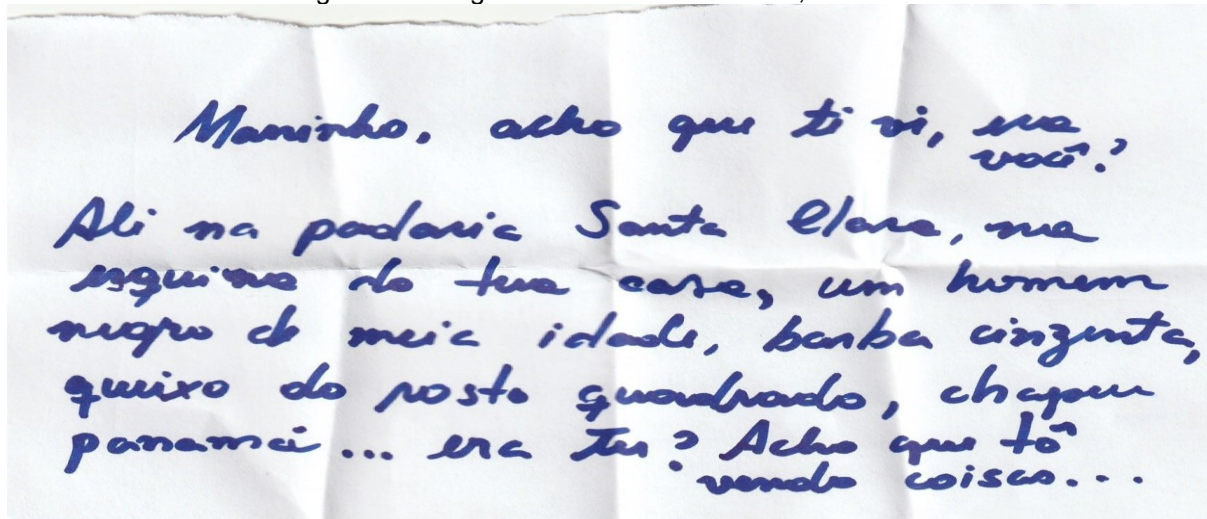 Maninho, acho que ti vi, era
você?
Ali na padaria Santa Clara, na
esquina da tua casa, um homem
negro de meia idade, barba cinzenta,
queixo do rosto quadrado, chapeu
panamá... era tu? Acho que tô
vendo coisas...